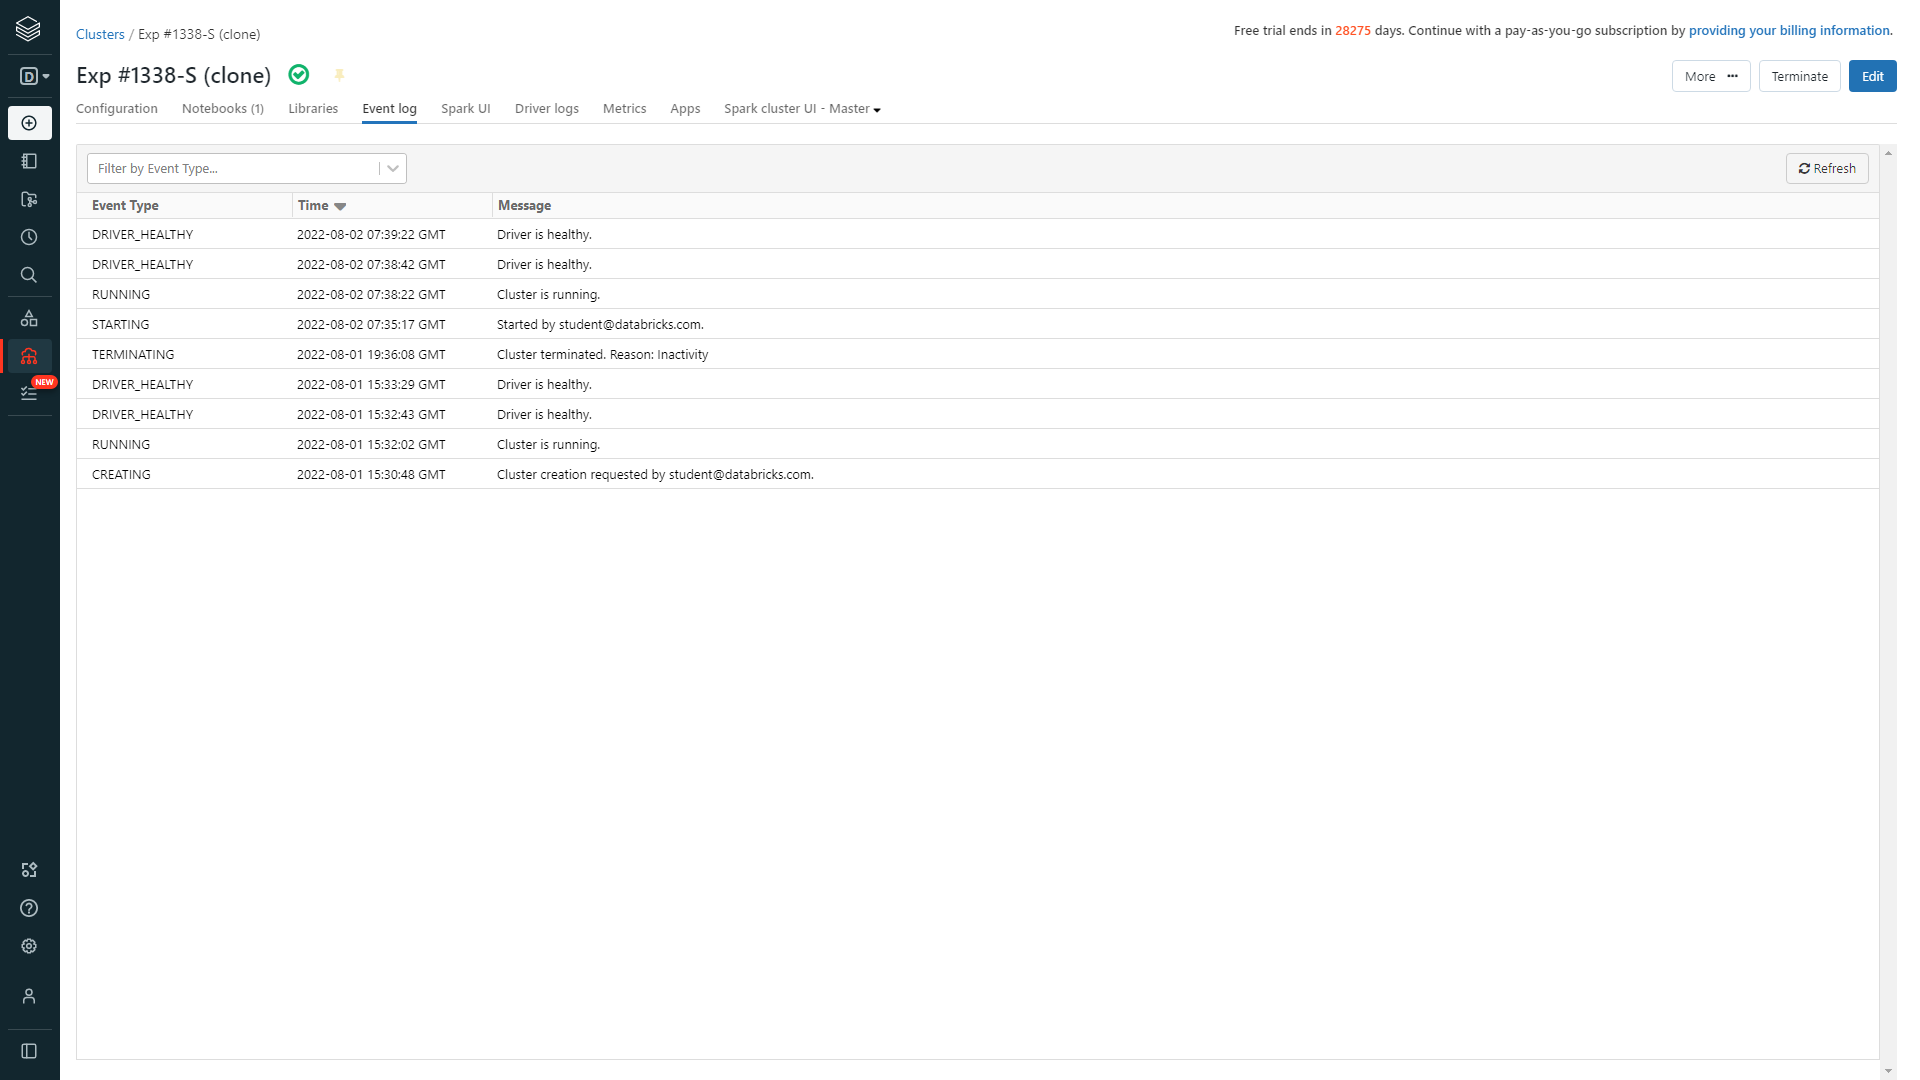 Clusters / Exp #1338-S (clone)
Free trial ends in 28275 days. Continue with a pay-as-you-go subscription by providing your billing information.
Exp #1338-S (clone)
More ••• Terminate Edit
D
Configuration Notebooks (1) Libraries Event log Spark UI Driver logs Metrics Apps Spark cluster UI - Master
Filter by Event Type... Refresh
Event Type Time Message
DRIVER_HEALTHY 2022-08-02 07:39:22 GMT Driver is healthy.
DRIVER_HEALTHY 2022-08-02 07:38:42 GMT Driver is healthy.
RUNNING 2022-08-02 07:38:22 GMT Cluster is running.
STARTING 2022-08-02 07:35:17 GMT Started by student@databricks.com.
TERMINATING 2022-08-01 19:36:08 GMT Cluster terminated. Reason: Inactivity
DRIVER_HEALTHY 2022-08-01 15:33:29 GMT Driver is healthy.
NEW
DRIVER_HEALTHY 2022-08-01 15:32:43 GMT Driver is healthy.
RUNNING 2022-08-01 15:32:02 GMT Cluster is running.
CREATING 2022-08-01 15:30:48 GMT Cluster creation requested by student@databricks.com.